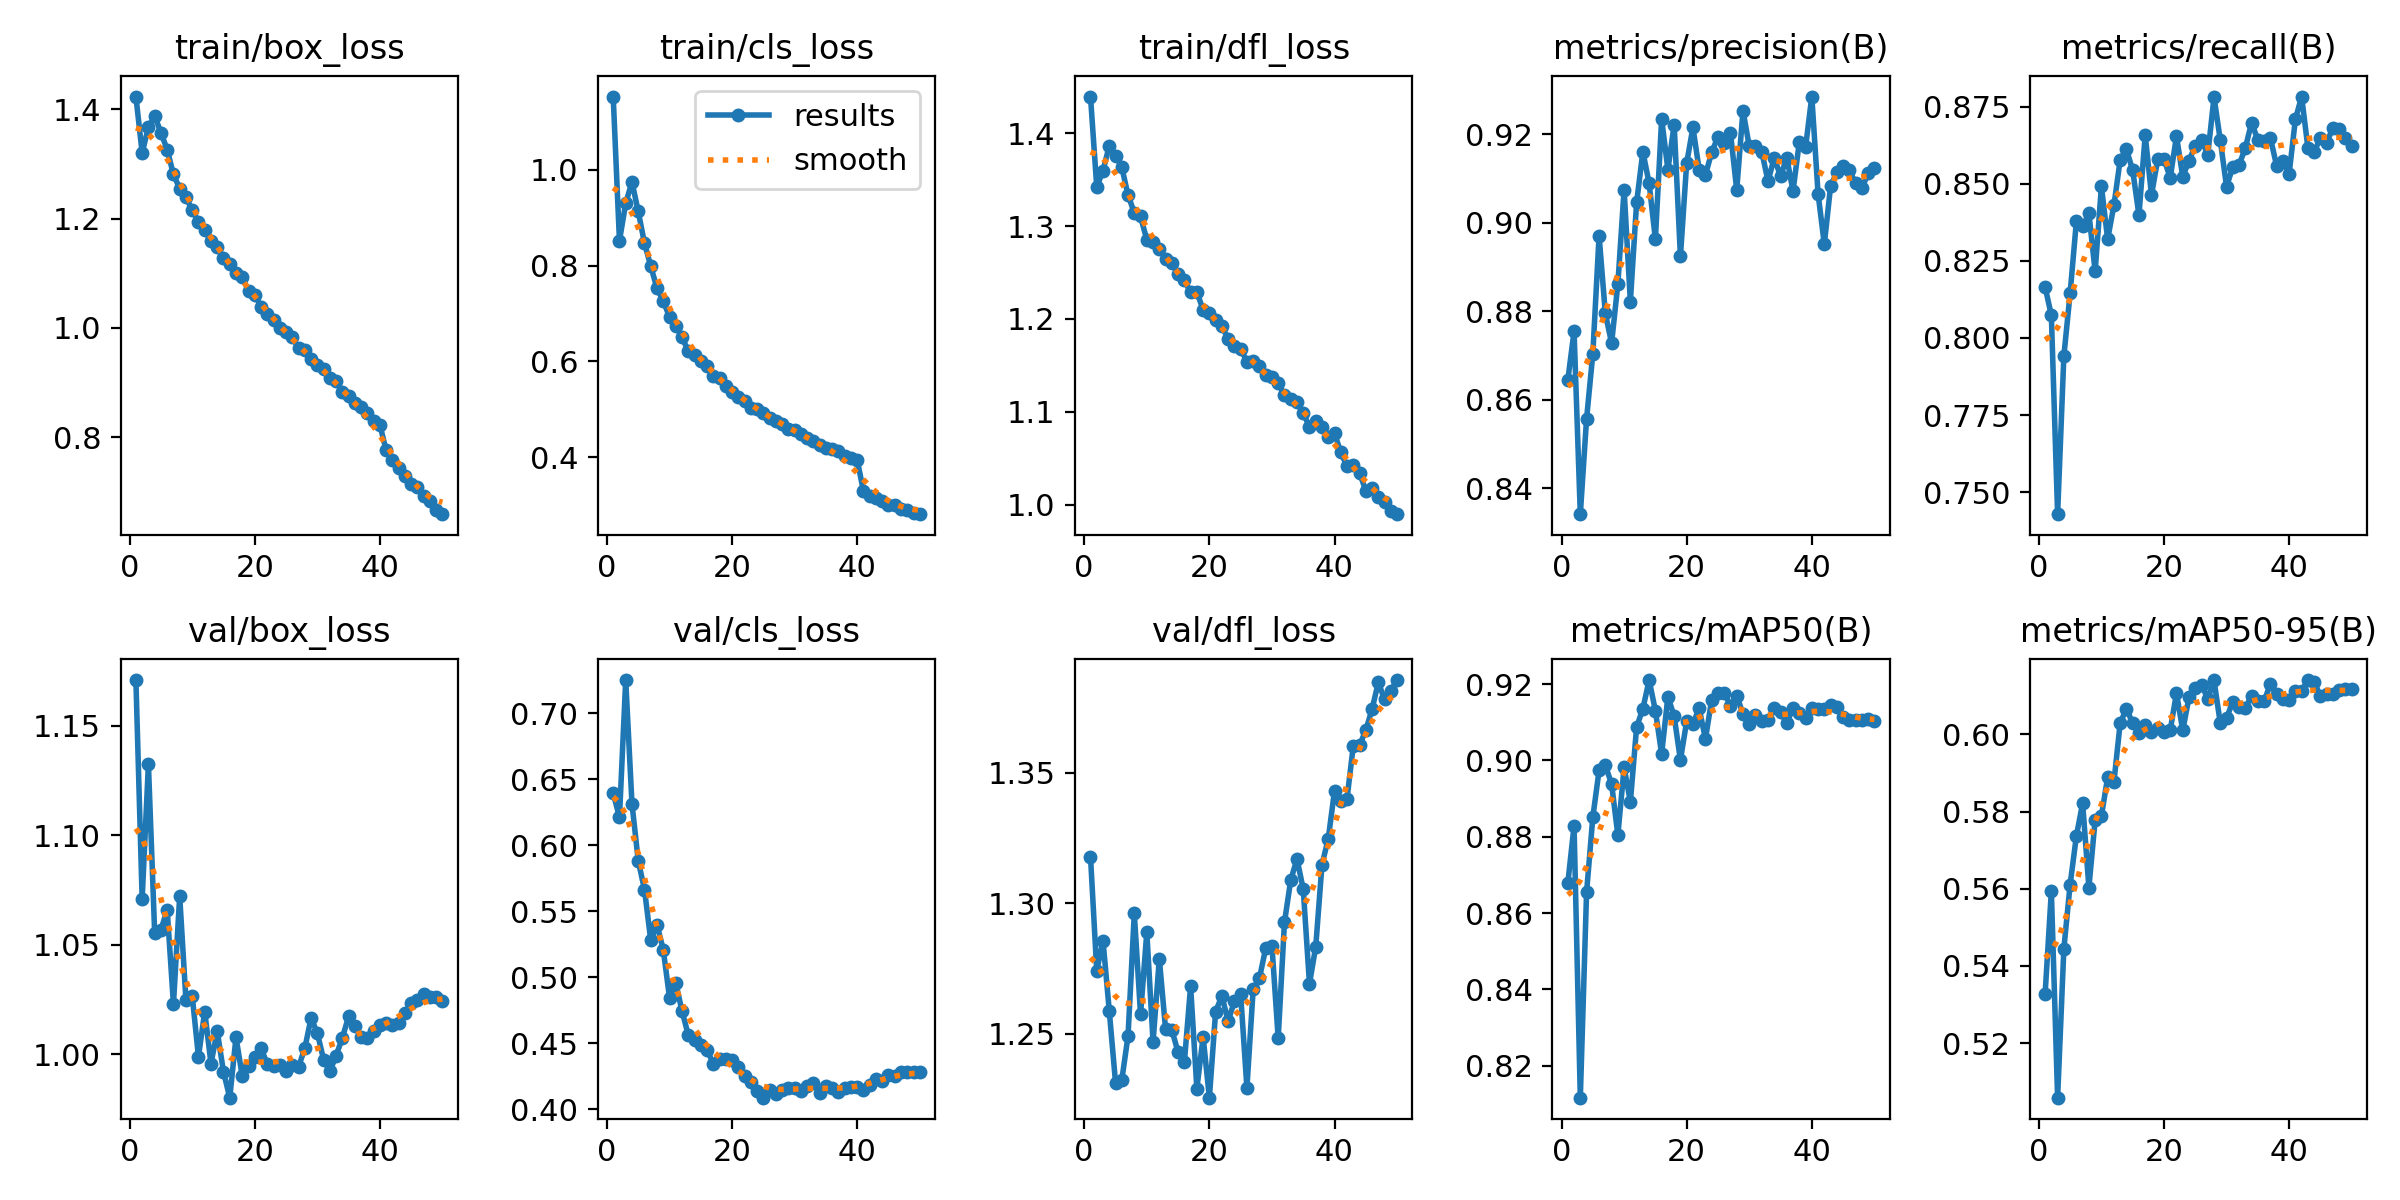 train/box_loss
1.4
1.2
1.0
0.8
0 20 40
train/cls_loss
results
smooth
1.0
0.8
0.6
0.4
0 20 40
train/dfl_loss
1.4
1.3
1.2
1.1
1.0
0 20 40
metrics/precision(B)
0.92
0.90
0.88
0.86
0.84
0 20 40
metrics/recall(B)
0.875
0.850
0.825
0.800
0.775
0.750
0 20 40
val/box_loss
1.15
1.10
1.05
1.00
0 20 40
val/cls_loss
0.70
0.65
0.60
0.55
0.50
0.45
0.40
0 20 40
val/dfl_loss
1.35
1.30
1.25
0 20 40
metrics/mAP50(B)
0.92
0.90
0.88
0.86
0.84
0.82
0 20 40
metrics/mAP50-95(B)
0.60
0.58
0.56
0.54
0.52
0 20 40